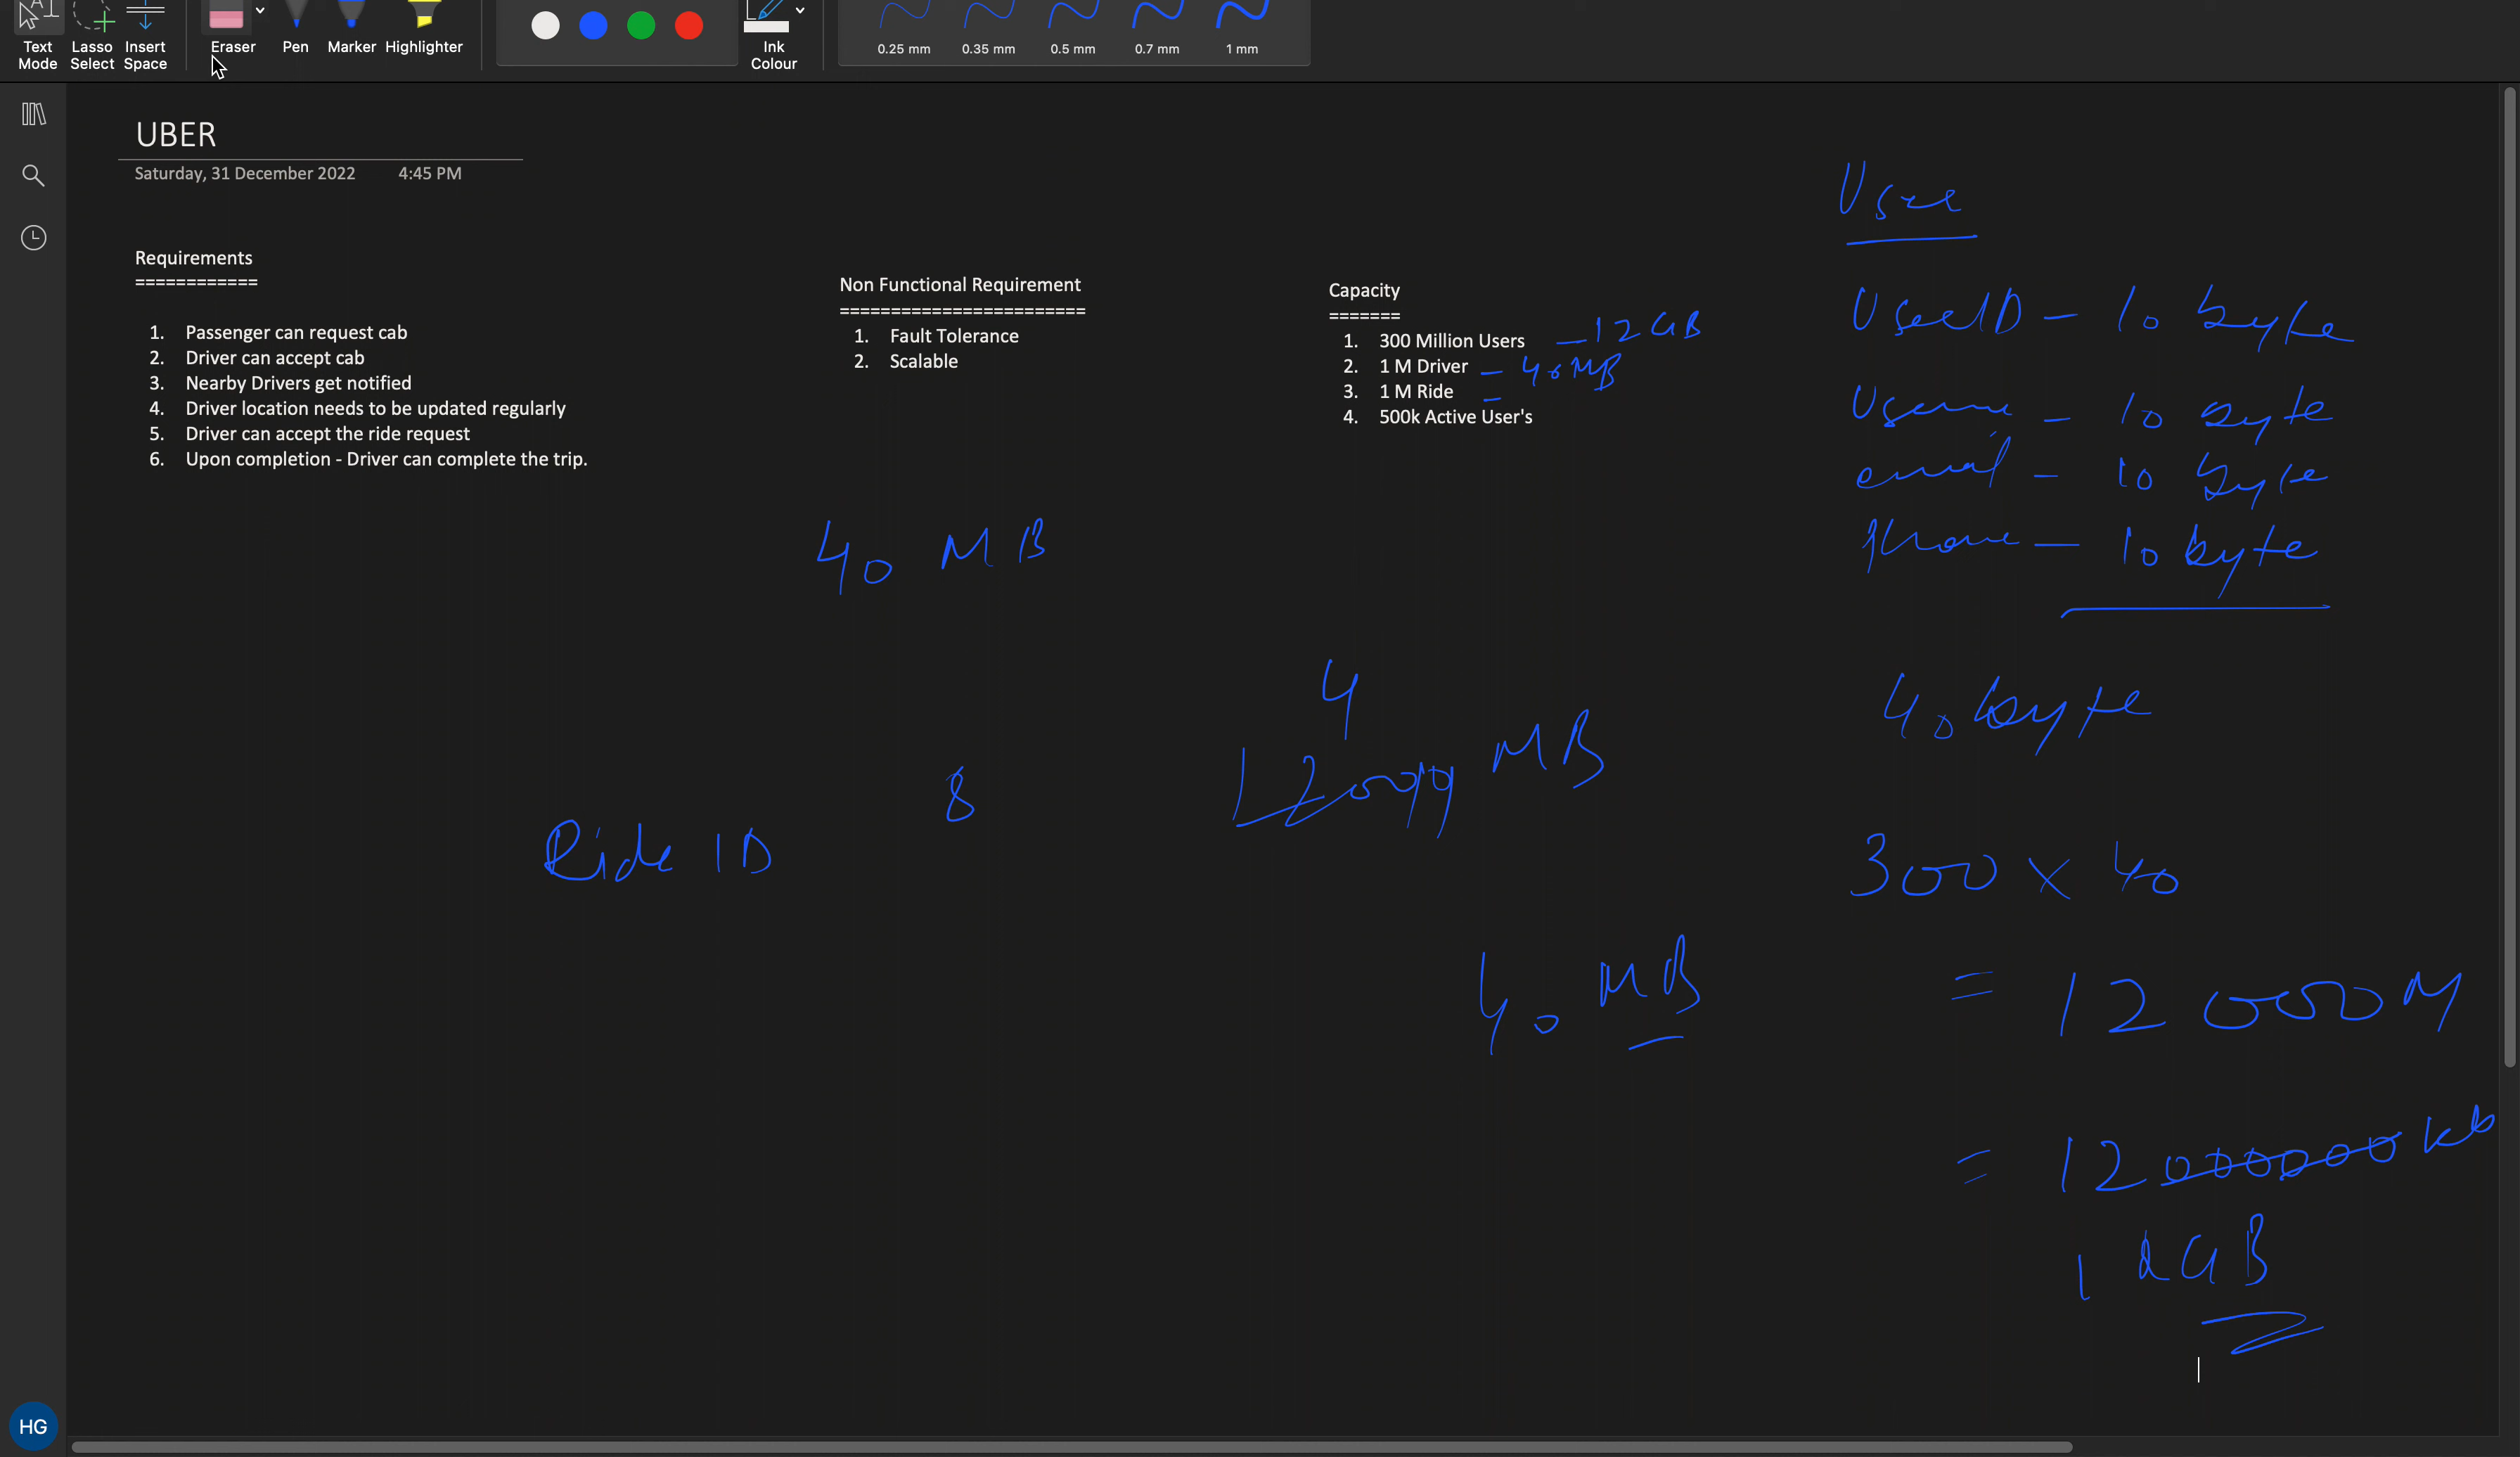 Text Mode
Lasso Select
Insert Space
Eraser
Pen
Marker
Highlighter
Ink Colour
0.25 mm
0.35 mm
0.5 mm
0.7 mm
1 mm
UBER
Saturday, 31 December 2022 4:45 PM
Requirements
============
1. Passenger can request cab
2. Driver can accept cab
3. Nearby Drivers get notified
4. Driver location needs to be updated regularly
5. Driver can accept the ride request
6. Upon completion - Driver can complete the trip.
Non Functional Requirement
========================
1. Fault Tolerance
2. Scalable
Capacity
=======
1. 300 Million Users — 12 GB
2. 1 M Driver — 40 MB
3. 1 M Ride =
4. 500k Active User's
40 MB
8
Ride ID
4
MB
40 MB
User
UserID — 10 byte
— 10 byte
email — 10 byte
Phone — 10 byte
40 byte
300 x 40
= 12000 M
= 12000000 kb
12 GB
HG